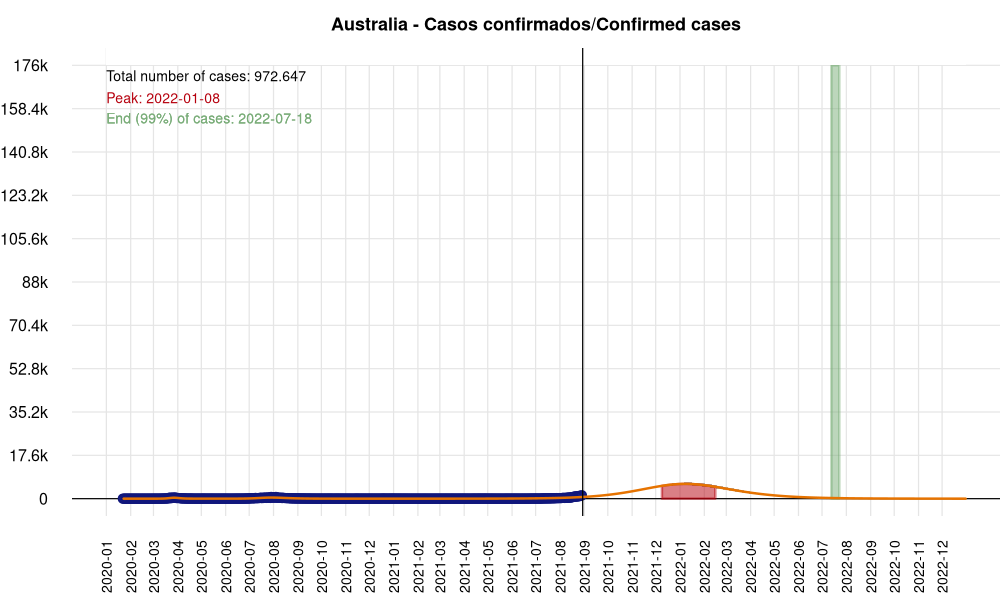 Australia - Casos confirmados/Confirmed cases
Total number of cases: 972.647
Peak: 2022-01-08
End (99%) of cases: 2022-07-18
176k
158.4k
140.8k
123.2k
105.6k
88k
70.4k
52.8k
35.2k
17.6k
0
2020-01
2020-02
2020-03
2020-04
2020-05
2020-06
2020-07
2020-08
2020-09
2020-10
2020-11
2020-12
2021-01
2021-02
2021-03
2021-04
2021-05
2021-06
2021-07
2021-08
2021-09
2021-10
2021-11
2021-12
2022-01
2022-02
2022-03
2022-04
2022-05
2022-06
2022-07
2022-08
2022-09
2022-10
2022-11
2022-12